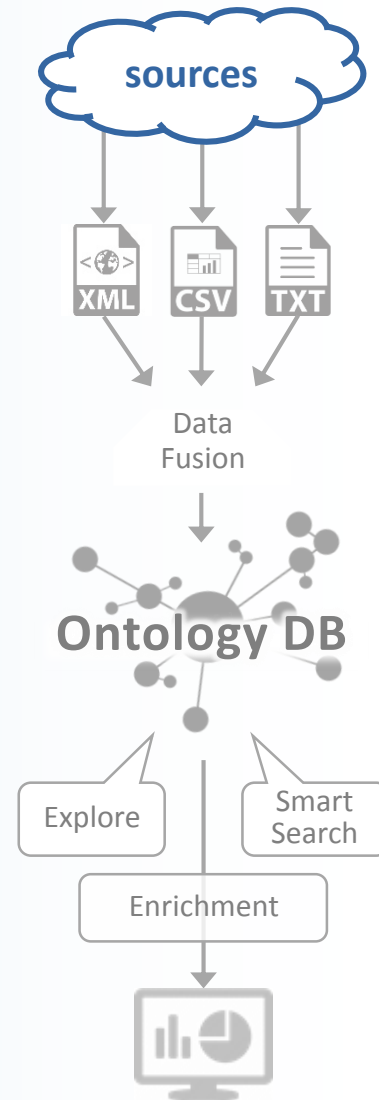 sources
XML CSV TXT
Data
Fusion
Ontology DB
Explore
Smart
Search
Enrichment